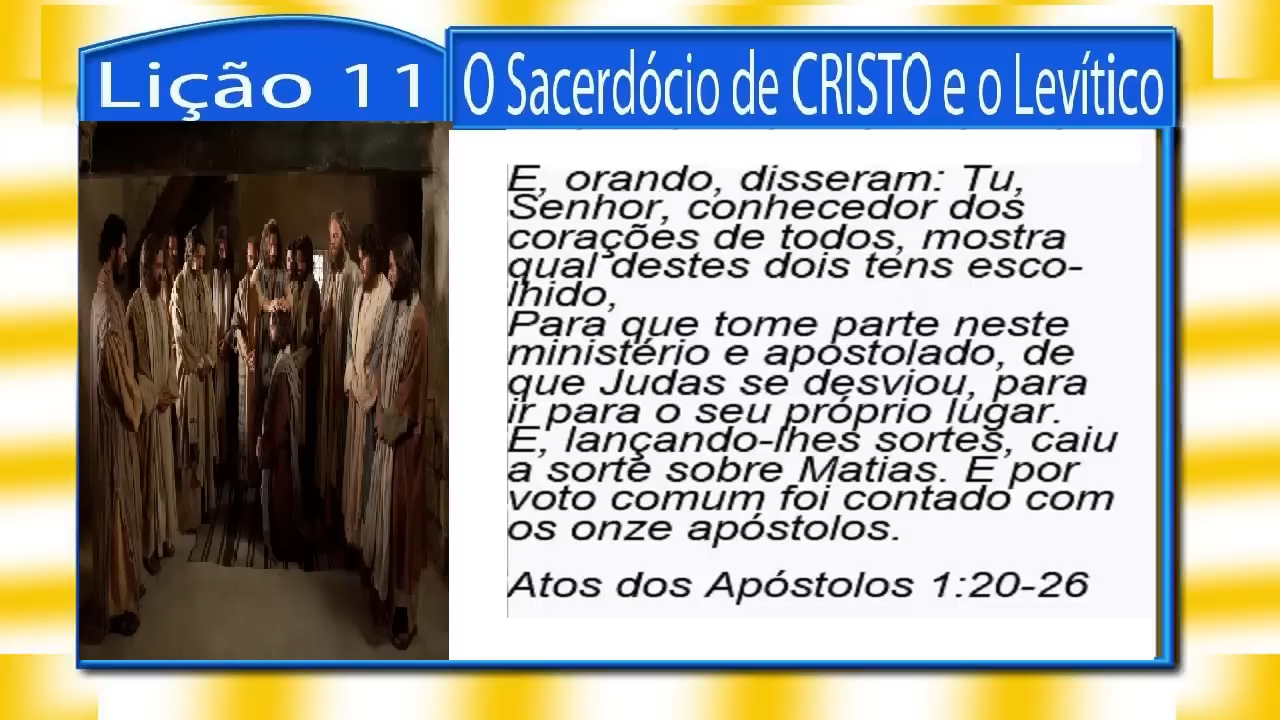 Lição 11
O Sacerdócio de CRISTO e o Levítico
E, orando, disseram: Tu,
Senhor, conhecedor dos
corações de todos, mostra
qual destes dois tens esco-
lhido,
Para que tome parte neste
ministério e apostolado, de
que Judas se desviou, para
ir para o seu próprio lugar.
E, lançando-lhes sortes, caiu
a sorte sobre Matias. E por
voto comum foi contado com
os onze apóstolos.
Atos dos Apóstolos 1:20-26